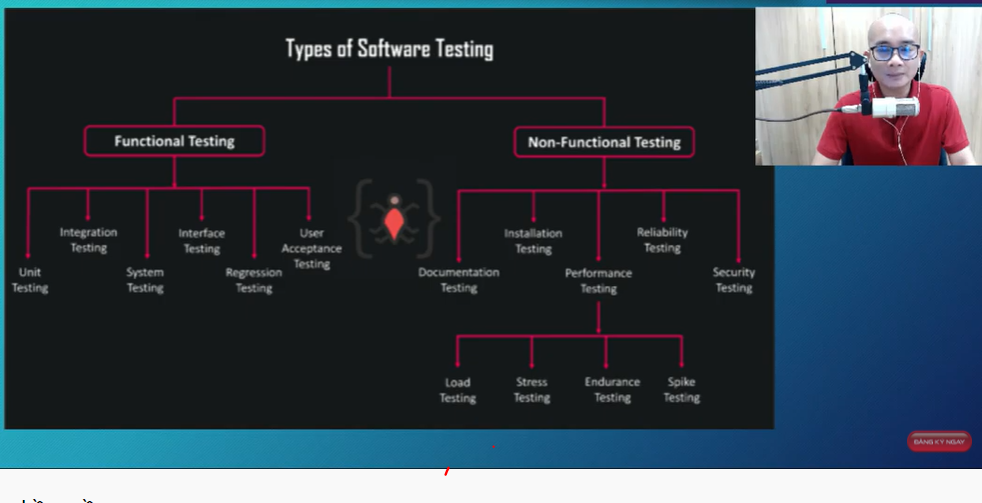 Types of Software Testing
Functional Testing
Non-Functional Testing
Unit
Testing
Integration
Testing
System
Testing
Interface
Testing
Regression
Testing
User
Acceptance
Testing
Documentation
Testing
Installation
Testing
Performance
Testing
Reliability
Testing
Security
Testing
Load
Testing
Stress
Testing
Endurance
Testing
Spike
Testing
ĐĂNG KÝ NGAY